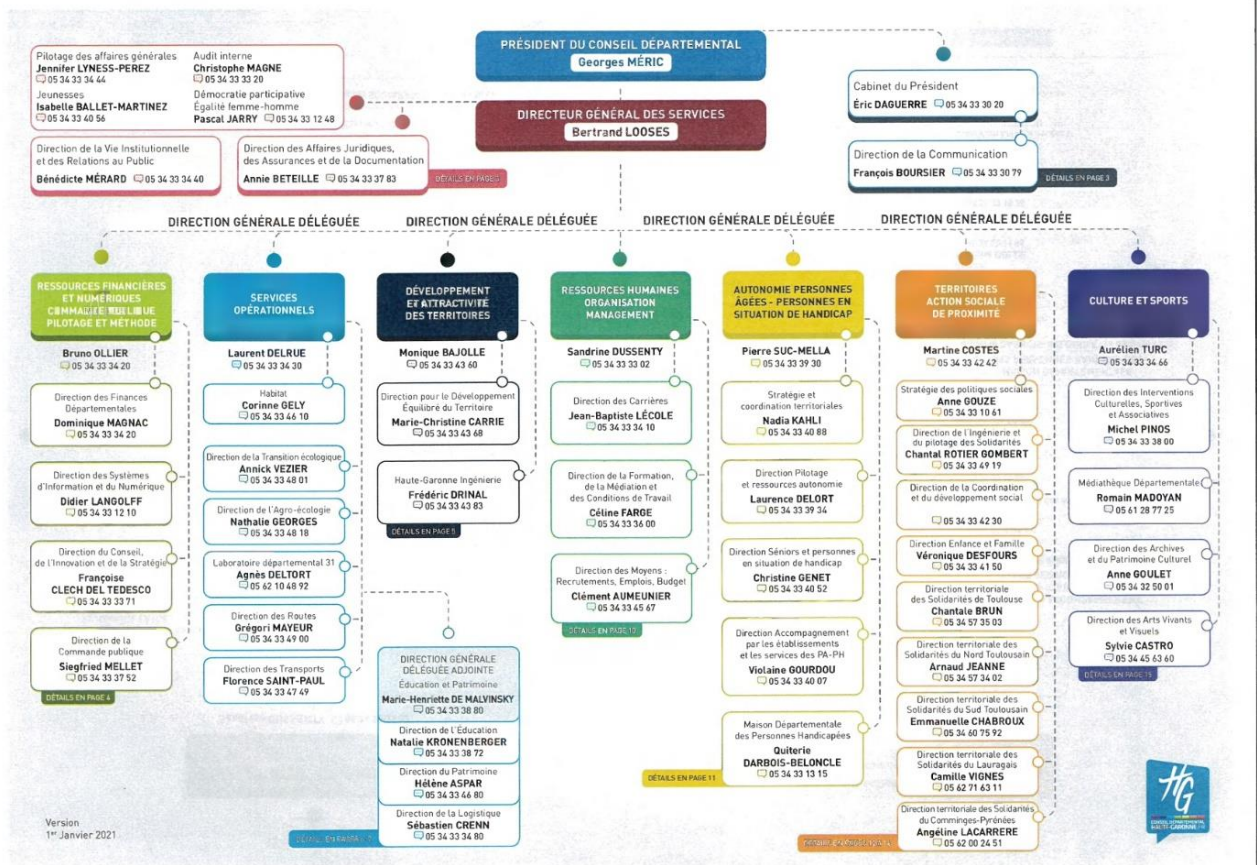 PRÉSIDENT DU CONSEIL DÉPARTEMENTAL
Georges MÉRIC
DIRECTEUR GÉNÉRAL DES SERVICES
Bertrand LOOSES
Pilotage des affaires générales
Jennifer LYNESS-PEREZ
05 34 33 34 44
Jeunesses
Isabelle BALLET-MARTINEZ
05 34 33 40 56
Audit interne
Christophe MAGNE
05 34 33 33 20
Démocratie participative
Égalité femme-homme
Pascal JARRY 05 34 33 12 48
Direction de la Vie Institutionnelle
et des Relations au Public
Bénédicte MÉRARD 05 34 33 34 40
Direction des Affaires Juridiques,
des Assurances et de la Documentation
Annie BETEILLE 05 34 33 37 83
DÉTAILS EN PAGE
Cabinet du Président
Éric DAGUERRE 05 34 33 30 20
Direction de la Communication
François BOURSIER 05 34 33 30 79
DÉTAILS EN PAGE 3
DIRECTION GÉNÉRALE DÉLÉGUÉE
DIRECTION GÉNÉRALE DÉLÉGUÉE
DIRECTION GÉNÉRALE DÉLÉGUÉE
DIRECTION GÉNÉRALE DÉLÉGUÉE
RESSOURCES FINANCIÈRES
ET NUMÉRIQUES
PILOTAGE ET MÉTHODE
Bruno OLLIER
05 34 33 34 20
Direction des Finances
Départementales
Dominique MAGNAC
05 34 33 34 20
Direction des Systèmes
d'Information et du Numérique
Didier LANGOLFF
05 34 33 12 10
Direction du Conseil,
de l'Innovation et de la Stratégie
Françoise
CLECH DEL TEDESCO
05 34 33 33 71
Direction de la
Commande publique
Siegfried MELLET
05 34 33 37 52
DÉTAILS EN PAGE 4
SERVICES
OPÉRATIONNELS
Laurent DELRUE
05 34 33 34 30
Habitat
Corinne GELY
05 34 33 46 10
Direction de la Transition écologique
Annick VEZIER
05 34 33 48 01
Direction de l'Agro-écologie
Nathalie GEORGES
05 34 33 48 18
Laboratoire départemental 31
Agnès DELTORT
05 62 10 48 92
Direction des Routes
Grégori MAYEUR
05 34 33 49 00
Direction des Transports
Florence SAINT-PAUL
05 34 33 47 49
DÉVELOPPEMENT
ET ATTRACTIVITÉ
DES TERRITOIRES
Monique BAJOLLE
05 34 33 43 60
Direction pour le Développement
Équilibré du Territoire
Marie-Christine CARRIE
05 34 33 43 68
Haute-Garonne Ingénierie
Frédéric DRINAL
05 34 33 43 83
DÉTAILS EN PAGE
DIRECTION GÉNÉRALE
DÉLÉGUÉE ADJOINTE
Éducation et Patrimoine
Marie-Henriette DE MALVINSKY
05 34 33 38 80
Direction de l'Éducation
Natalie KRONENBERGER
05 34 33 38 72
Direction du Patrimoine
Hélène ASPAR
05 34 33 46 80
Direction de la Logistique
Sébastien CRENN
05 34 33 34 80
RESSOURCES HUMAINES
ORGANISATION
MANAGEMENT
Sandrine DUSSENTY
05 34 33 33 02
Direction des Carrières
Jean-Baptiste LÉCOLE
05 34 33 34 10
Direction de la Formation,
de la Médiation et
des Conditions de Travail
Céline FARGE
05 34 33 36 00
Direction des Moyens :
Recrutements, Emplois, Budget
Clément AUMEUNIER
05 34 33 45 67
DÉTAILS EN PAGE 10
AUTONOMIE PERSONNES
ÂGÉES - PERSONNES EN
SITUATION DE HANDICAP
Pierre SUC-MELLA
05 34 33 39 30
Stratégie et
coordination territoriales
Nadia KAHLI
05 34 33 40 88
Direction Pilotage
et ressources autonomie
Laurence DELORT
05 34 33 39 34
Direction Séniors et personnes
en situation de handicap
Christine GENET
05 34 33 40 52
Direction Accompagnement
par les établissements
et les services des PA-PH
Violaine GOURDOU
05 34 33 40 07
Maison Départementale
des Personnes Handicapées
Quiterie
DARBOIS-BELONCLE
05 34 33 13 15
DÉTAILS EN PAGE 11
TERRITOIRES
ACTION SOCIALE
DE PROXIMITÉ
Martine COSTES
05 34 33 42 42
Stratégie des politiques sociales
Anne GOUZE
05 34 33 10 61
Direction de l'Ingénierie et
du pilotage des Solidarités
Chantal ROTIER GOMBERT
05 34 33 49 19
Direction de la Coordination
et du développement social
05 34 33 42 30
Direction Enfance et Famille
Véronique DESFOURS
05 34 33 41 50
Direction territoriale
des Solidarités de Toulouse
Chantale BRUN
05 34 57 35 03
Direction territoriale des
Solidarités du Nord Toulousain
Arnaud JEANNE
05 34 57 34 02
Direction territoriale des
Solidarités du Sud Toulousain
Emmanuelle CHABROUX
05 34 60 75 92
Direction territoriale des
Solidarités du Lauragais
Camille VIGNES
05 62 71 63 11
Direction territoriale des Solidarités
du Comminges-Pyrénées
Angéline LACARRERE
05 62 00 24 51
CULTURE ET SPORTS
Aurélien TURC
05 34 33 34 66
Direction des Interventions
Culturelles, Sportives
et Associatives
Michel PINOS
05 34 33 38 00
Médiathèque Départementale
Romain MADOYAN
05 61 28 77 25
Direction des Archives
et du Patrimoine Culturel
Anne GOULET
05 34 32 50 01
Direction des Arts Vivants
et Visuels
Sylvie CASTRO
05 34 45 63 60
DÉTAILS EN PAGE
Version
1er Janvier 2021
HG
CONSEIL DÉPARTEMENTAL
HAUTE-GARONNE.FR